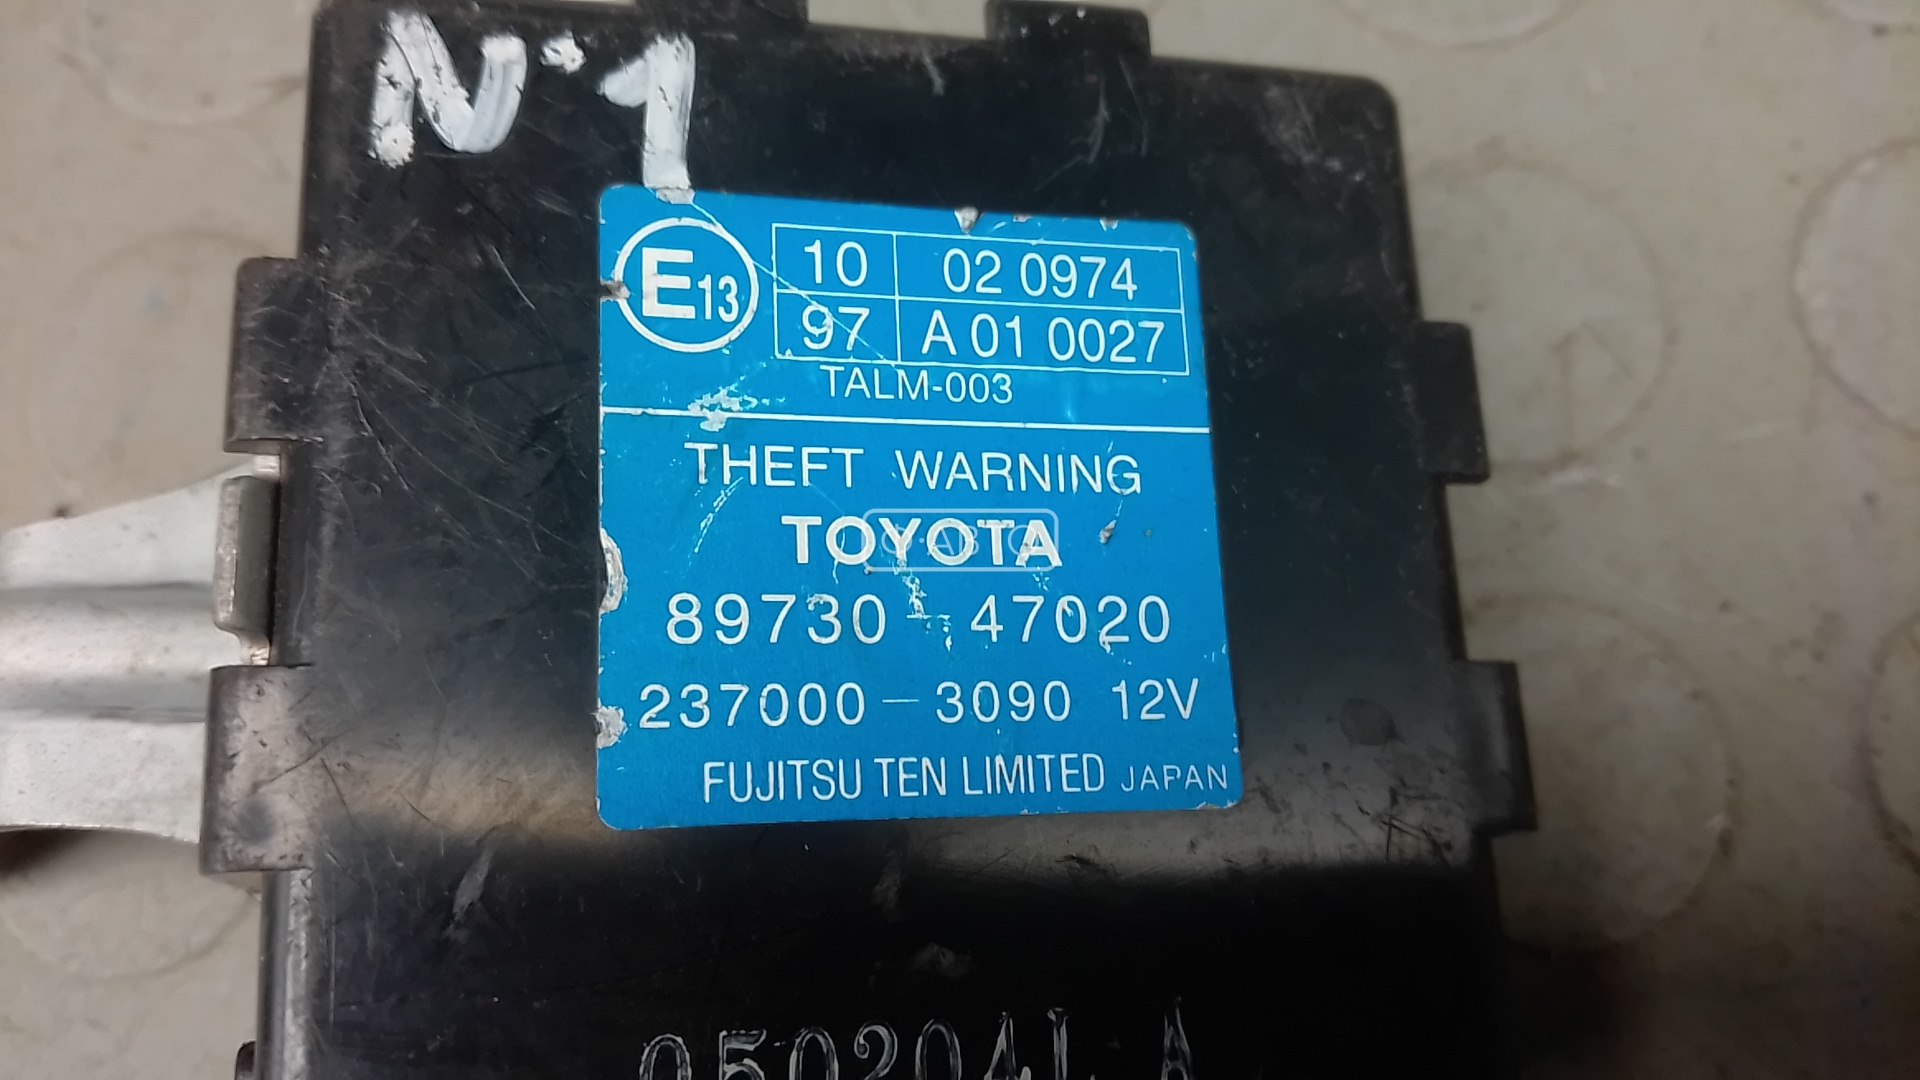 N·1
E13
10 02 0974
97 A 01 0027
TALM-003
THEFT WARNING
TOYOTA
89730-47020
237000-3090 12V
FUJITSU TEN LIMITED JAPAN